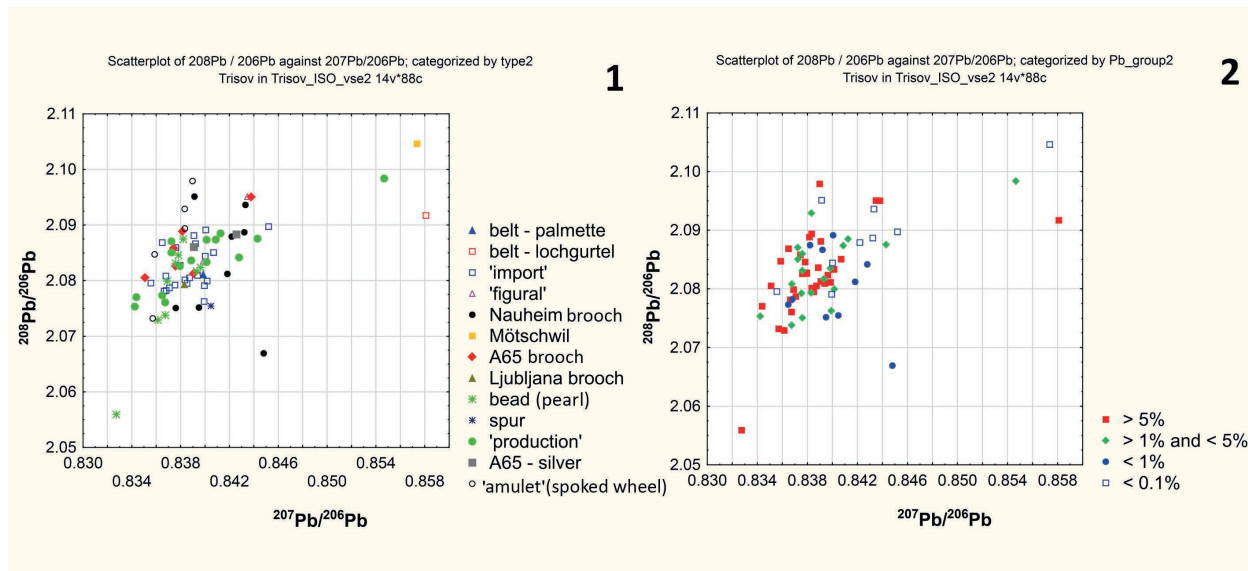 Scatterplot of 208Pb / 206Pb against 207Pb/206Pb; categorized by type2
Trisov in Trisov_ISO_vse2 14v*88c
1
2.11
2.10
2.09
2.08
2.07
2.06
2.05
208Pb/206Pb
0.830 0.838 0.846 0.854
0.834 0.842 0.850 0.858
207Pb/206Pb
belt - palmette
belt - lochgurtel
'import'
'figural'
Nauheim brooch
Mötschwil
A65 brooch
Ljubljana brooch
bead (pearl)
spur
'production'
A65 - silver
'amulet'(spoked wheel)
Scatterplot of 208Pb / 206Pb against 207Pb/206Pb; categorized by Pb_group2
Trisov in Trisov_ISO_vse2 14v*88c
2
2.11
2.10
2.09
2.08
2.07
2.06
2.05
208Pb/206Pb
0.830 0.834 0.838 0.842 0.846 0.850 0.854 0.858
207Pb/206Pb
> 5%
> 1% and < 5%
< 1%
< 0.1%